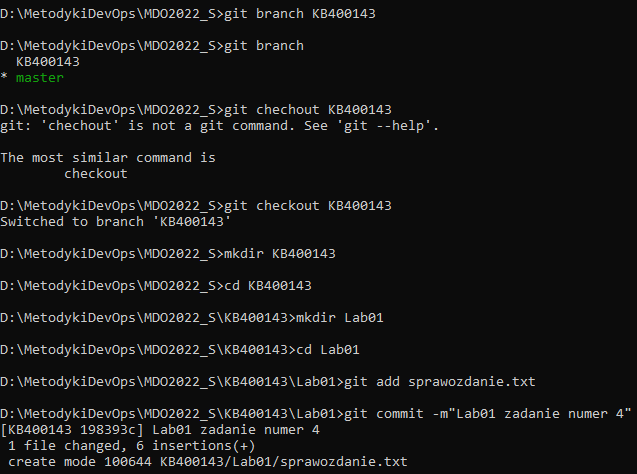 D:\MetodykiDevOps\MDO2022_S>git branch KB400143
D:\MetodykiDevOps\MDO2022_S>git branch
  KB400143
* master
D:\MetodykiDevOps\MDO2022_S>git chechout KB400143
git: 'chechout' is not a git command. See 'git --help'.
The most similar command is
        checkout
D:\MetodykiDevOps\MDO2022_S>git checkout KB400143
Switched to branch 'KB400143'
D:\MetodykiDevOps\MDO2022_S>mkdir KB400143
D:\MetodykiDevOps\MDO2022_S>cd KB400143
D:\MetodykiDevOps\MDO2022_S\KB400143>mkdir Lab01
D:\MetodykiDevOps\MDO2022_S\KB400143>cd Lab01
D:\MetodykiDevOps\MDO2022_S\KB400143\Lab01>git add sprawozdanie.txt
D:\MetodykiDevOps\MDO2022_S\KB400143\Lab01>git commit -m"Lab01 zadanie numer 4"
[KB400143 198393c] Lab01 zadanie numer 4
 1 file changed, 6 insertions(+)
 create mode 100644 KB400143/Lab01/sprawozdanie.txt